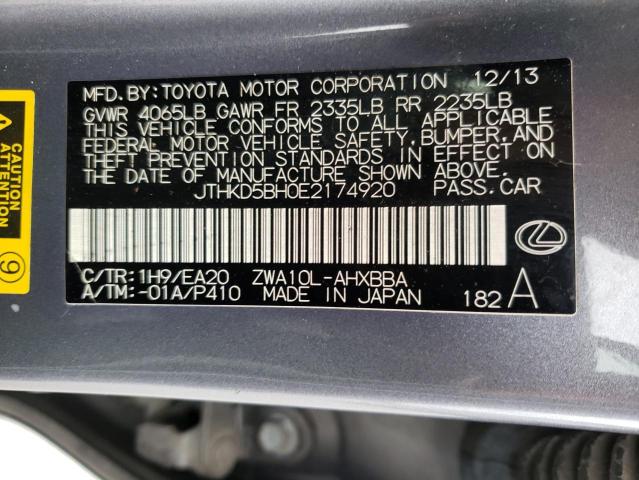 MFD.BY:TOYOTA MOTOR CORPORATION 12/13
GVWR 4065LB GAWR FR 2335LB RR 2235LB
THIS VEHICLE CONFORMS TO ALL APPLICABLE
FEDERAL MOTOR VEHICLE SAFETY,BUMPER,AND
THEFT PREVENTION STANDARDS IN EFFECT ON
THE DATE OF MANUFACTURE SHOWN ABOVE.
JTHKD5BH0E2174920 PASS.CAR
C/TR:1H9/EA20 ZWA10L-AHXBBA
A/TM:-01A/P410 MADE IN JAPAN 182 A
CAUTION
ATTENTION
9